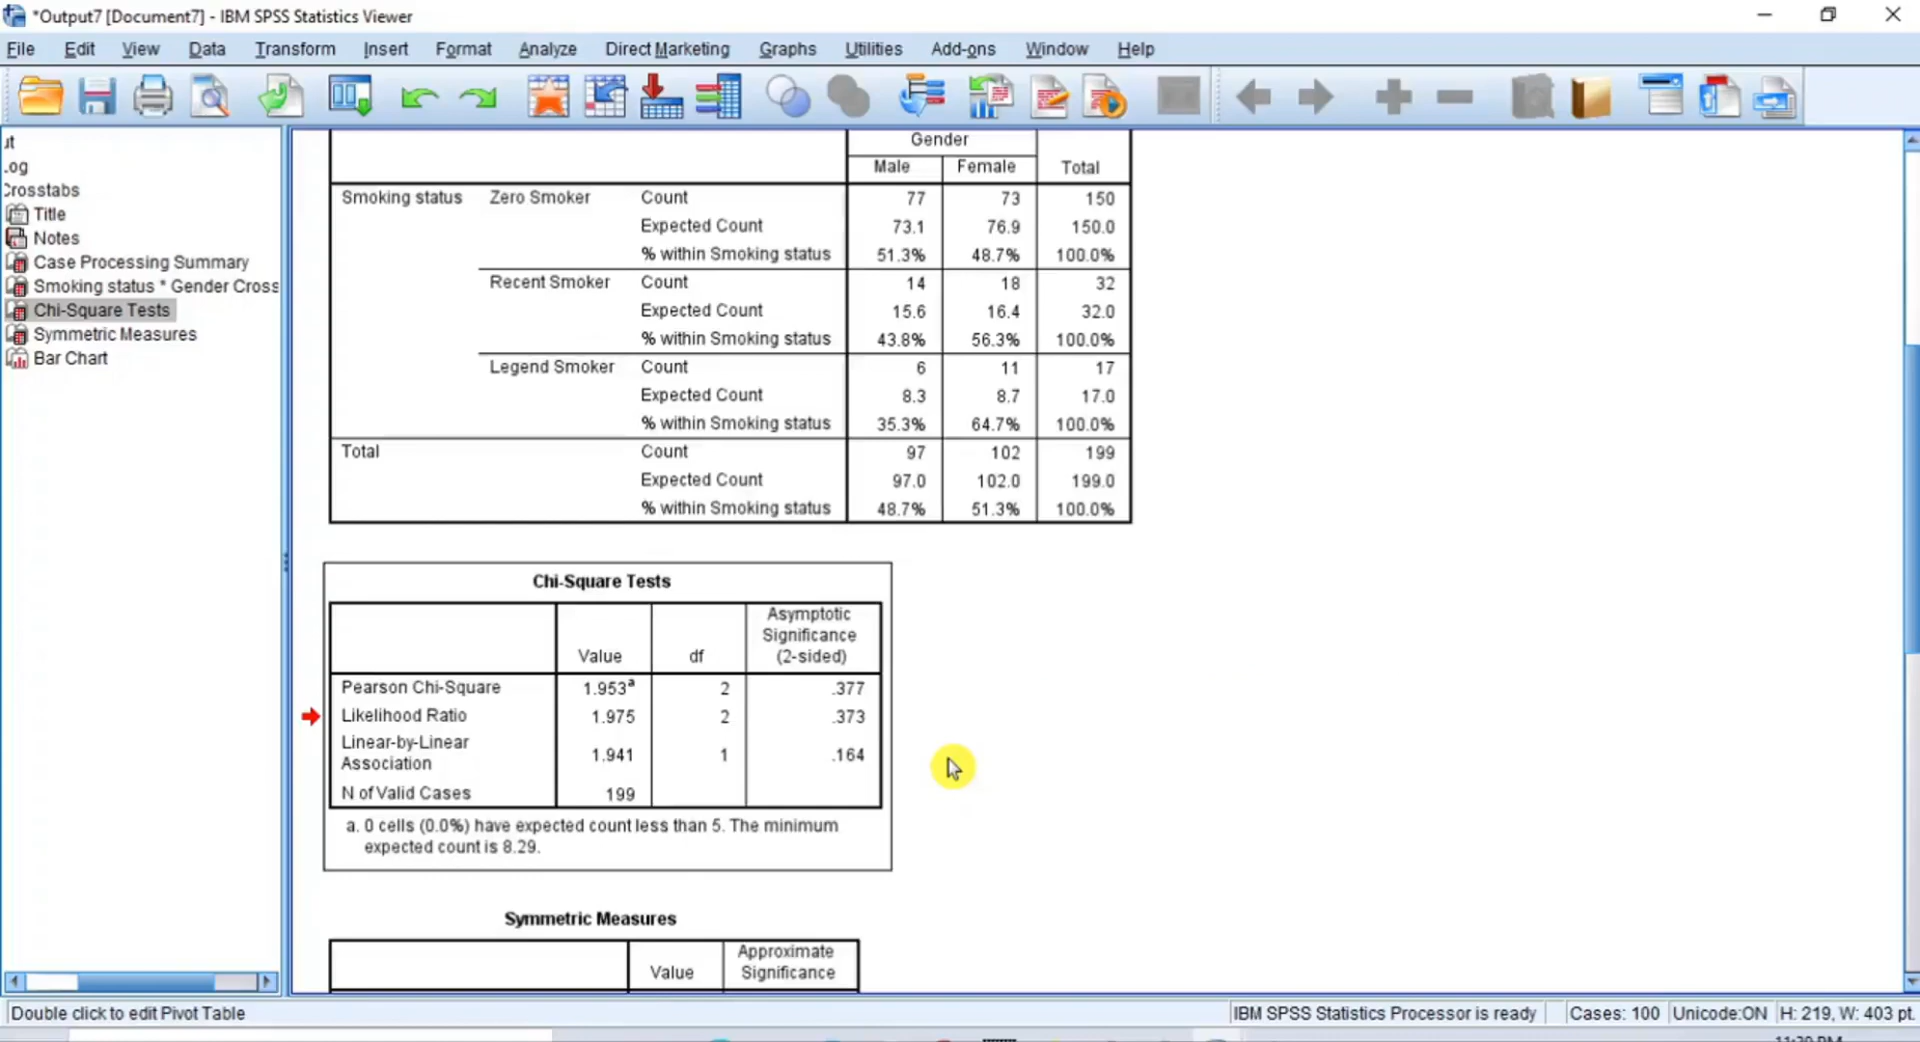 *Output7 [Document7] - IBM SPSS Statistics Viewer
File Edit View Data Transform Insert Format Analyze Direct Marketing Graphs Utilities Add-ons Window Help
ut
Log
Crosstabs
Title
Notes
Case Processing Summary
Smoking status * Gender Cross
Chi-Square Tests
Symmetric Measures
Bar Chart
Gender
Male Female Total
Smoking status Zero Smoker Count 77 73 150
Expected Count 73.1 76.9 150.0
% within Smoking status 51.3% 48.7% 100.0%
Recent Smoker Count 14 18 32
Expected Count 15.6 16.4 32.0
% within Smoking status 43.8% 56.3% 100.0%
Legend Smoker Count 6 11 17
Expected Count 8.3 8.7 17.0
% within Smoking status 35.3% 64.7% 100.0%
Total Count 97 102 199
Expected Count 97.0 102.0 199.0
% within Smoking status 48.7% 51.3% 100.0%
Chi-Square Tests
Value df Asymptotic
Significance
(2-sided)
Pearson Chi-Square 1.953ᵃ 2 .377
Likelihood Ratio 1.975 2 .373
Linear-by-Linear
Association 1.941 1 .164
N of Valid Cases 199
a. 0 cells (0.0%) have expected count less than 5. The minimum
expected count is 8.29.
Symmetric Measures
Value Approximate
Significance
Double click to edit Pivot Table IBM SPSS Statistics Processor is ready Cases: 100 Unicode:ON H: 219, W: 403 pt.